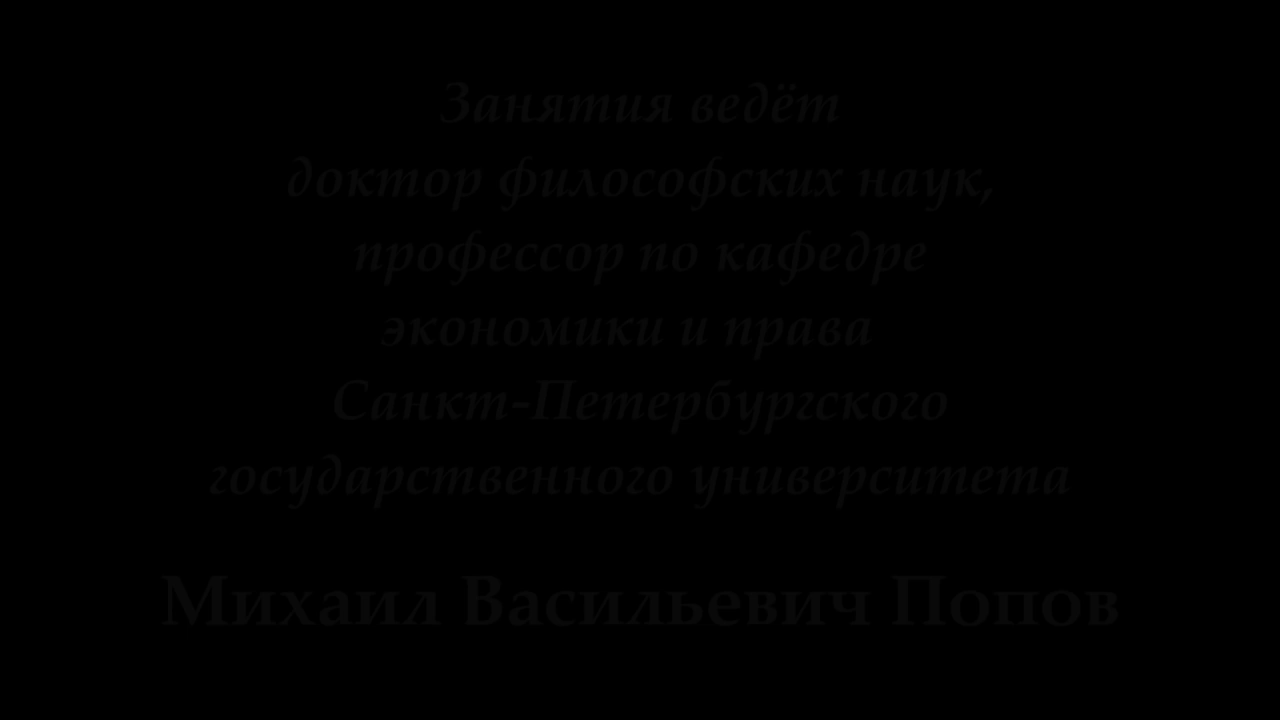 Занятия ведёт
доктор философских наук,
профессор по кафедре
экономики и права
Санкт-Петербургского
государственного университета
Михаил Васильевич Попов